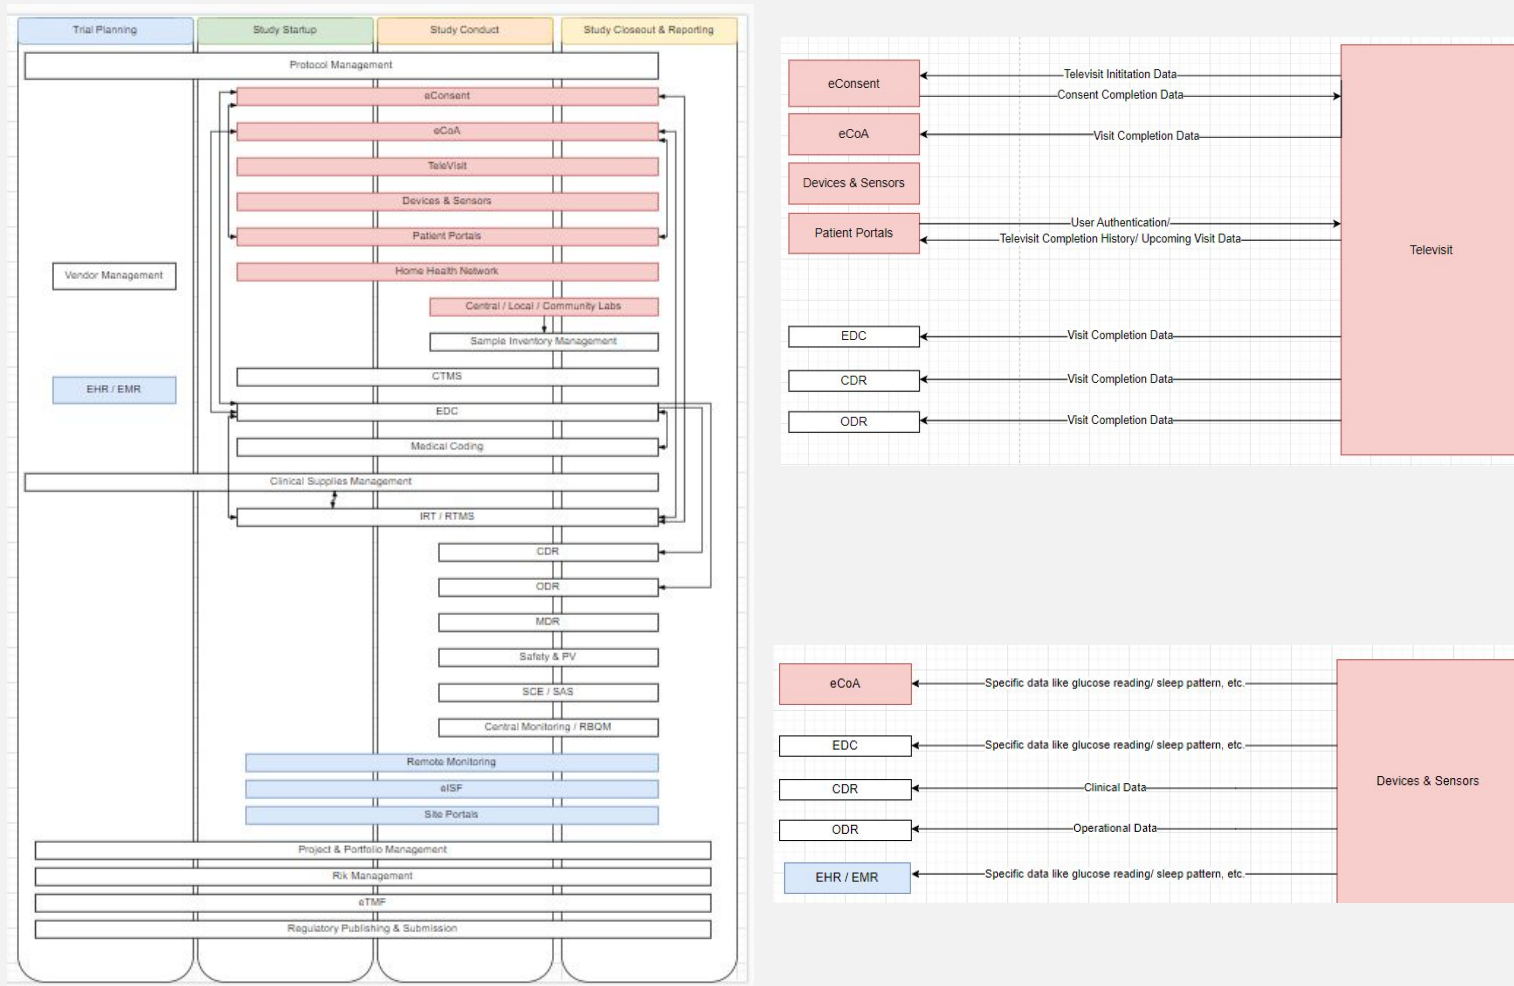 Trial Planning
Study Startup
Study Conduct
Study Closeout & Reporting
Protocol Management
eConsent
eCoA
TeleVisit
Devices & Sensors
Patient Portals
Home Health Network
Vendor Management
Central / Local / Community Labs
Sample Inventory Management
CTMS
EHR / EMR
EDC
Medical Coding
Clinical Supplies Management
IRT / RTMS
CDR
ODR
MDR
Safety & PV
SCE / SAS
Central Monitoring / RBQM
Remote Monitoring
eISF
Site Portals
Project & Portfolio Management
Rik Management
eTMF
Regulatory Publishing & Submission
eConsent
Televisit Inititation Data
Consent Completion Data
eCoA
Visit Completion Data
Devices & Sensors
Patient Portals
User Authentication/
Televisit Completion History/ Upcoming Visit Data
Televisit
EDC
Visit Completion Data
CDR
Visit Completion Data
ODR
Visit Completion Data
eCoA
Specific data like glucose reading/ sleep pattern, etc.
EDC
Specific data like glucose reading/ sleep pattern, etc.
CDR
Clinical Data
Devices & Sensors
ODR
Operational Data
EHR / EMR
Specific data like glucose reading/ sleep pattern, etc.